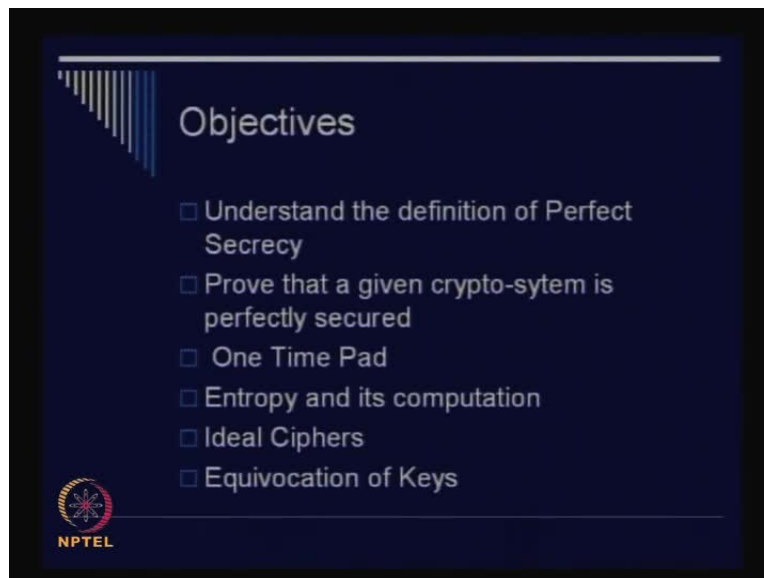 Objectives
Understand the definition of Perfect
Secrecy
Prove that a given crypto-sytem is
perfectly secured
One Time Pad
Entropy and its computation
Ideal Ciphers
Equivocation of Keys
NPTEL